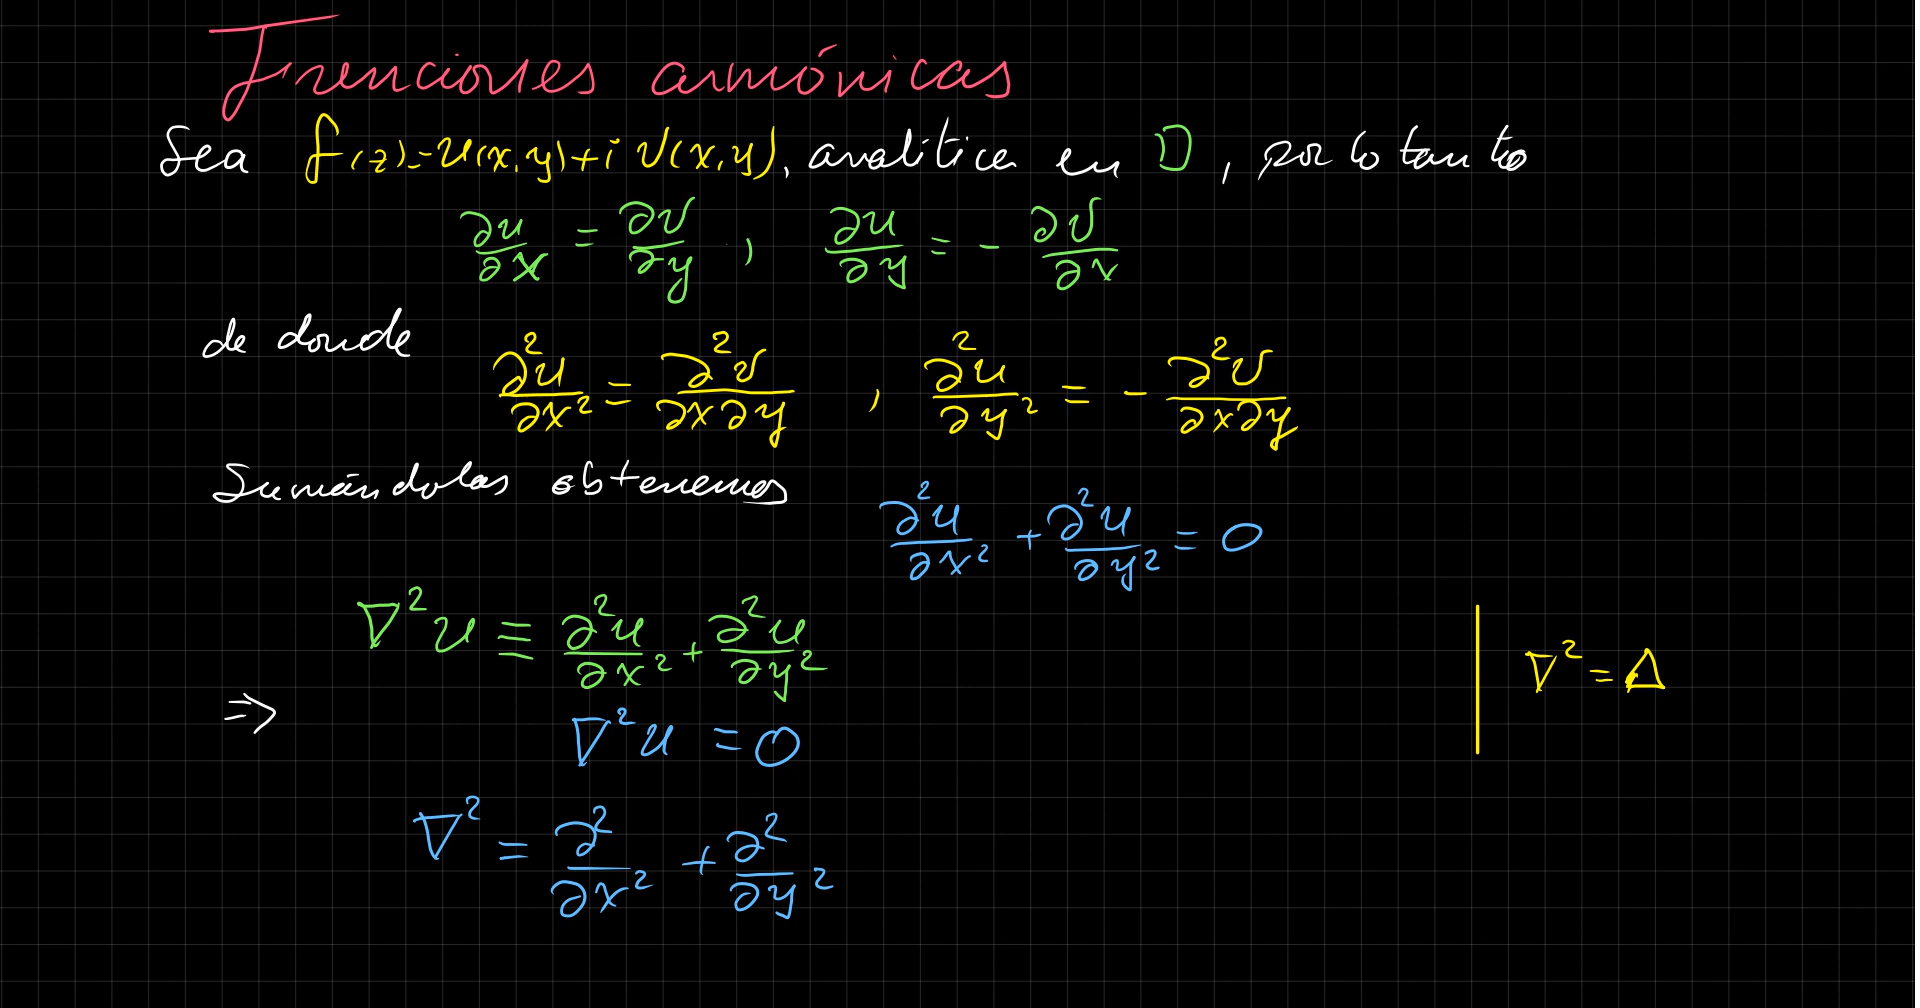 Funciones armónicas
Sea f(z)=u(x,y)+i v(x,y), analítica en D, por lo tanto
∂u/∂x = ∂v/∂y , ∂u/∂y = - ∂v/∂x
de donde
∂²u/∂x² = ∂²v/∂x∂y , ∂²u/∂y² = - ∂²v/∂x∂y
Sumándolas obtenemos
∂²u/∂x² + ∂²u/∂y² = 0
∇²u ≡ ∂²u/∂x² + ∂²u/∂y²
∇² = Δ
⇒ ∇²u = 0
∇² = ∂²/∂x² + ∂²/∂y²